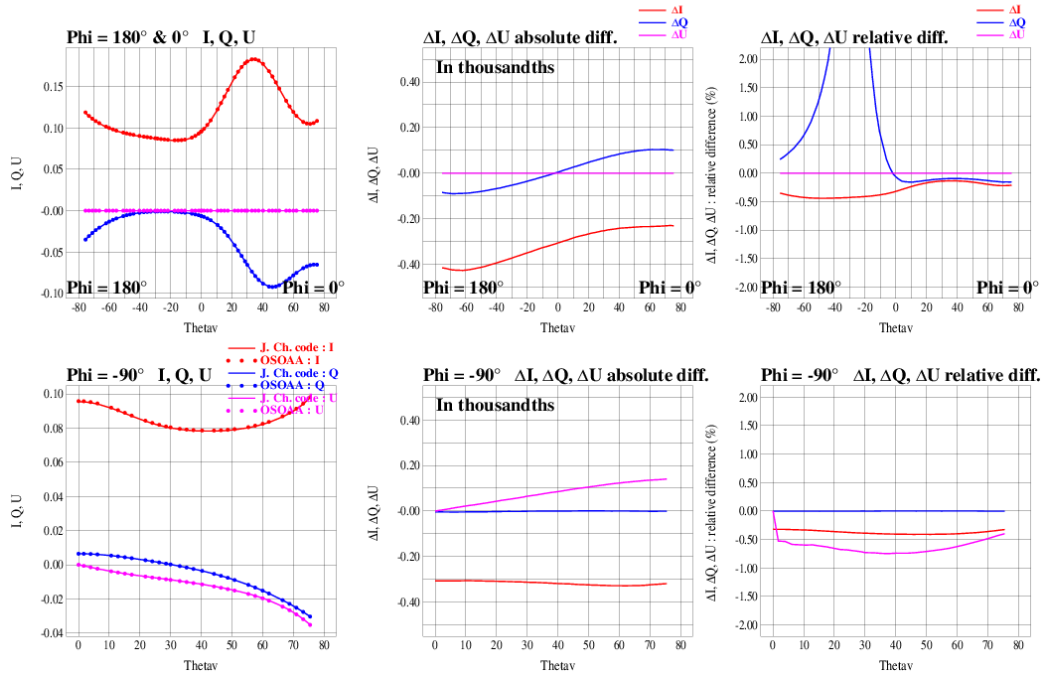 Phi = 180° & 0° I, Q, U
I, Q, U
0.15
0.10
0.05
-0.00
-0.05
-0.10
Phi = 180°
Phi = 0°
-80 -60 -40 -20 0 20 40 60 80
Thetav
ΔI
ΔQ
ΔU
ΔI, ΔQ, ΔU absolute diff.
In thousandths
ΔI, ΔQ, ΔU
0.40
0.20
-0.00
-0.20
-0.40
Phi = 180°
Phi = 0°
-80 -60 -40 -20 0 20 40 60 80
Thetav
ΔI
ΔQ
ΔU
ΔI, ΔQ, ΔU relative diff.
ΔI, ΔQ, ΔU : relative difference (%)
2.00
1.50
1.00
0.50
0.00
-0.50
-1.00
-1.50
-2.00
Phi = 180°
Phi = 0°
-80 -60 -40 -20 0 20 40 60 80
Thetav
Phi = -90° I, Q, U
J. Ch. code : I
OSOAA : I
J. Ch. code : Q
OSOAA : Q
J. Ch. code : U
OSOAA : U
I, Q, U
0.10
0.08
0.06
0.04
0.02
0.00
-0.02
-0.04
0 10 20 30 40 50 60 70 80
Thetav
Phi = -90° ΔI, ΔQ, ΔU absolute diff.
In thousandths
ΔI, ΔQ, ΔU
0.40
0.20
-0.00
-0.20
-0.40
0 10 20 30 40 50 60 70 80
Thetav
Phi = -90° ΔI, ΔQ, ΔU relative diff.
ΔI, ΔQ, ΔU : relative difference (%)
2.00
1.50
1.00
0.50
0.00
-0.50
-1.00
-1.50
-2.00
0 10 20 30 40 50 60 70 80
Thetav